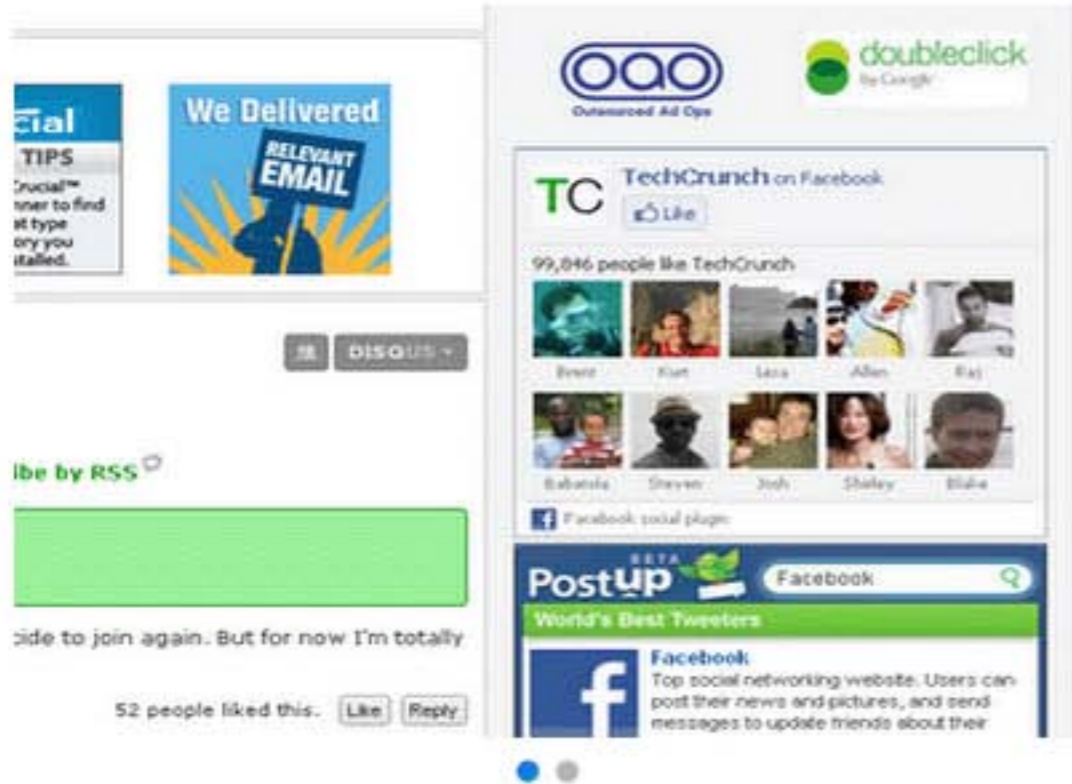 cial
TIPS
Crucial™
nner to find
at type
ory you
stalled.
We Delivered
RELEVANT
EMAIL
DISQUS
ibe by RSS
cide to join again. But for now I'm totally
52 people liked this. Like Reply
oao
Outsourced Ad Ops
doubleclick
by Google
TC
TechCrunch on Facebook
Like
99,846 people like TechCrunch
Brent Kurt Allen Raj
Babatola Steven Josh Shirley Blake
Facebook social plugin
PostUp BETA
Facebook
World's Best Tweeters
Facebook
Top social networking website. Users can
post their news and pictures, and send
messages to update friends about their